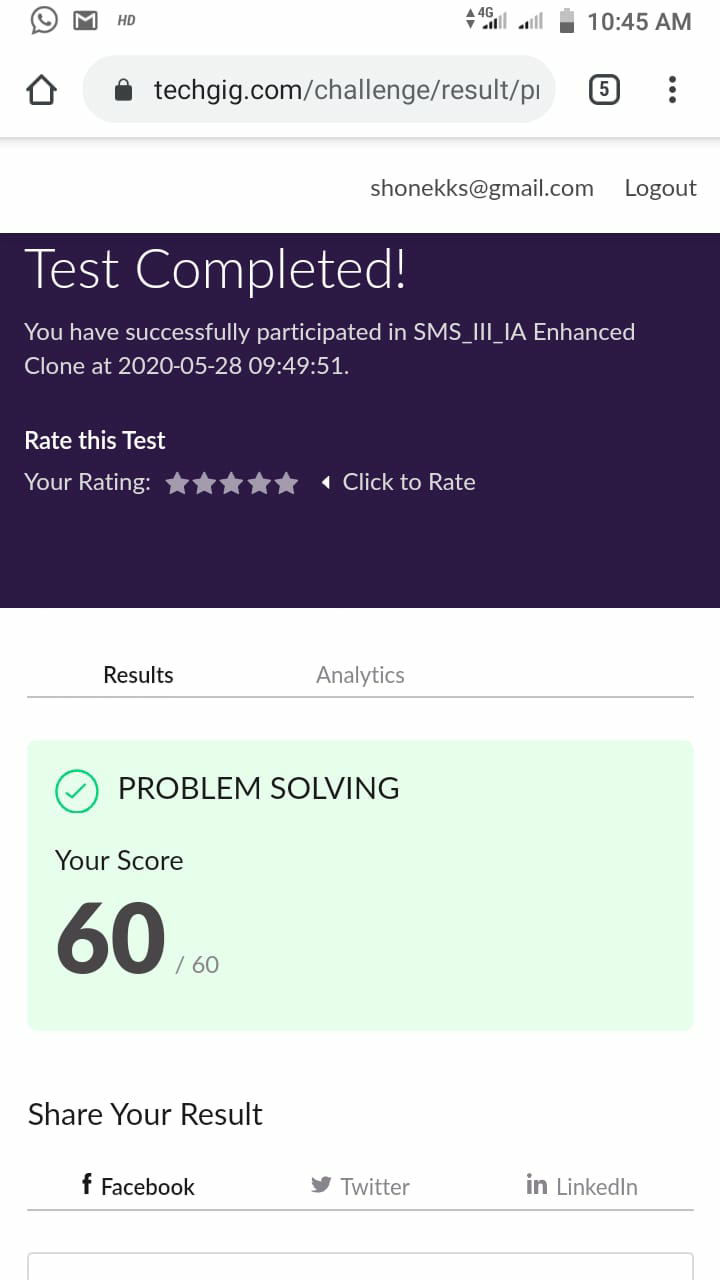 HD
4G
10:45 AM
techgig.com/challenge/result/pr
5
shonekks@gmail.com Logout
Test Completed!
You have successfully participated in SMS_III_IA Enhanced
Clone at 2020-05-28 09:49:51.
Rate this Test
Your Rating: Click to Rate
Results Analytics
PROBLEM SOLVING
Your Score
60 / 60
Share Your Result
Facebook Twitter LinkedIn